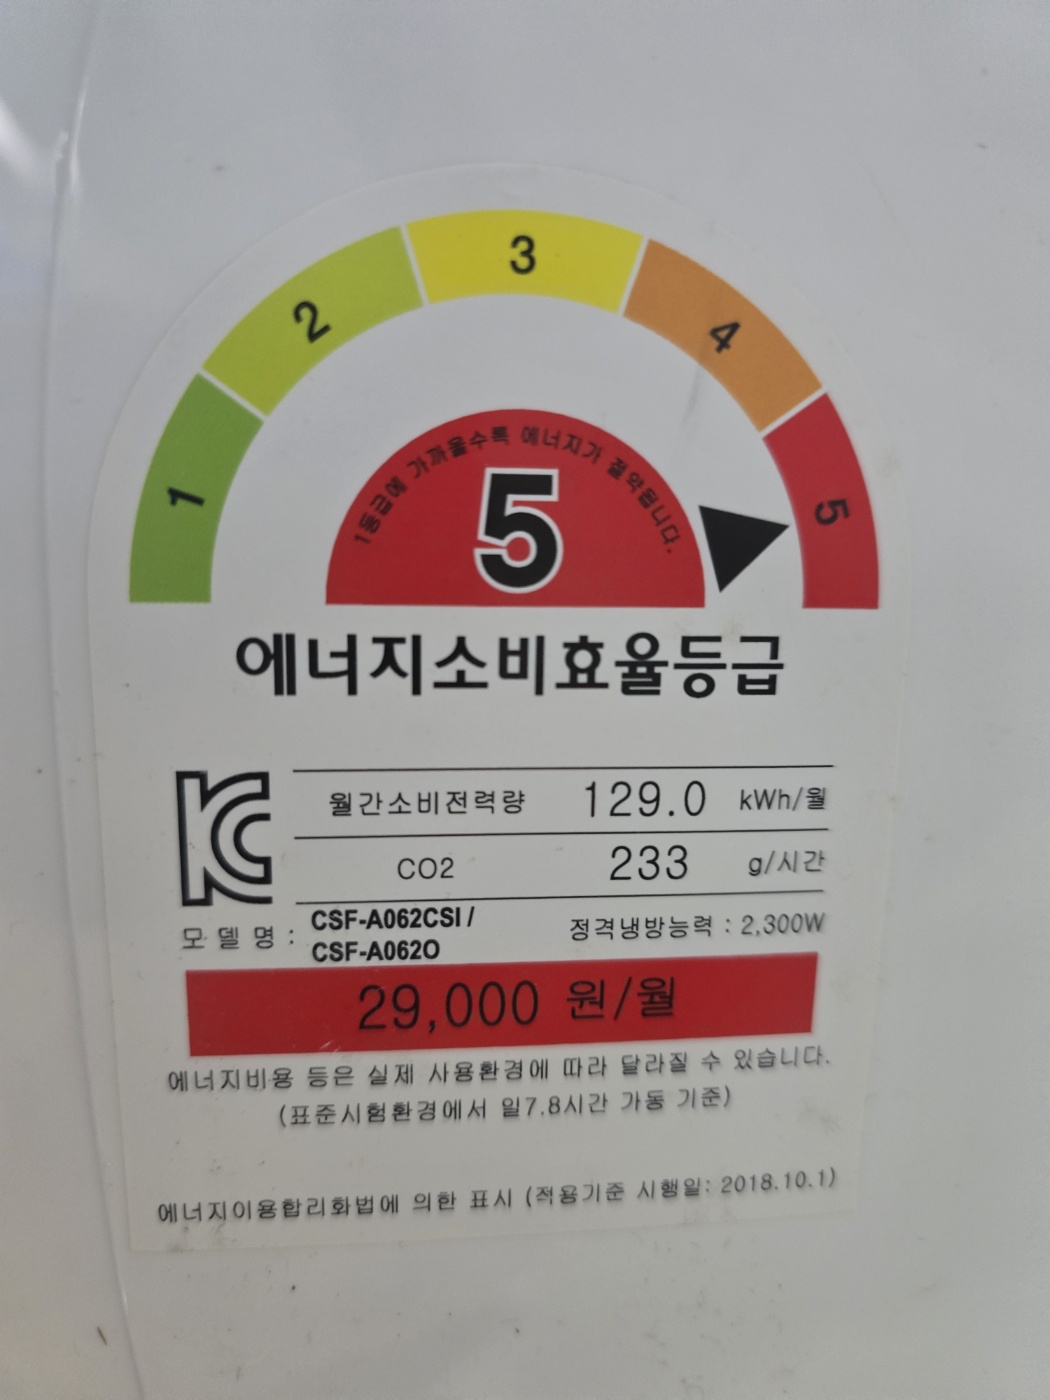 1 2 3 4 5
1등급에 가까울수록 에너지가 절약됩니다.
5
에너지소비효율등급
KC
월간소비전력량 129.0 kWh/월
CO2 233 g/시간
모델명 : CSF-A062CSI / CSF-A062O
정격냉방능력 : 2,300W
29,000 원/월
에너지비용 등은 실제 사용환경에 따라 달라질 수 있습니다.
(표준시험환경에서 일7.8시간 가동 기준)
에너지이용합리화법에 의한 표시 (적용기준 시행일: 2018.10.1)